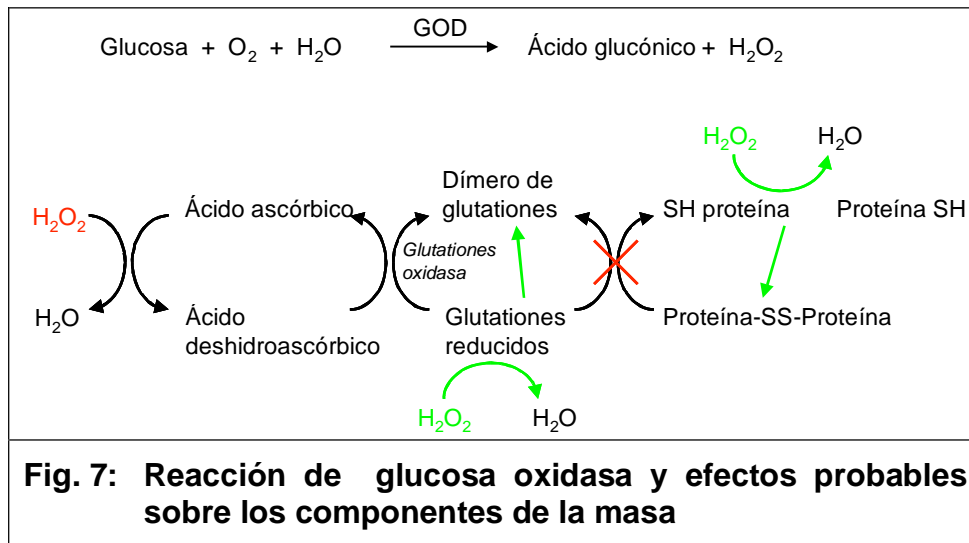 GOD
Glucosa + O2 + H2O Ácido glucónico + H2O2
H2O2 H2O
Dímero de
glutationes
H2O2 Ácido ascórbico SH proteína Proteína SH
Glutationes
oxidasa
H2O Ácido
deshidroascórbico
Glutationes
reducidos
Proteína-SS-Proteína
H2O2 H2O
Fig. 7: Reacción de glucosa oxidasa y efectos probables
sobre los componentes de la masa